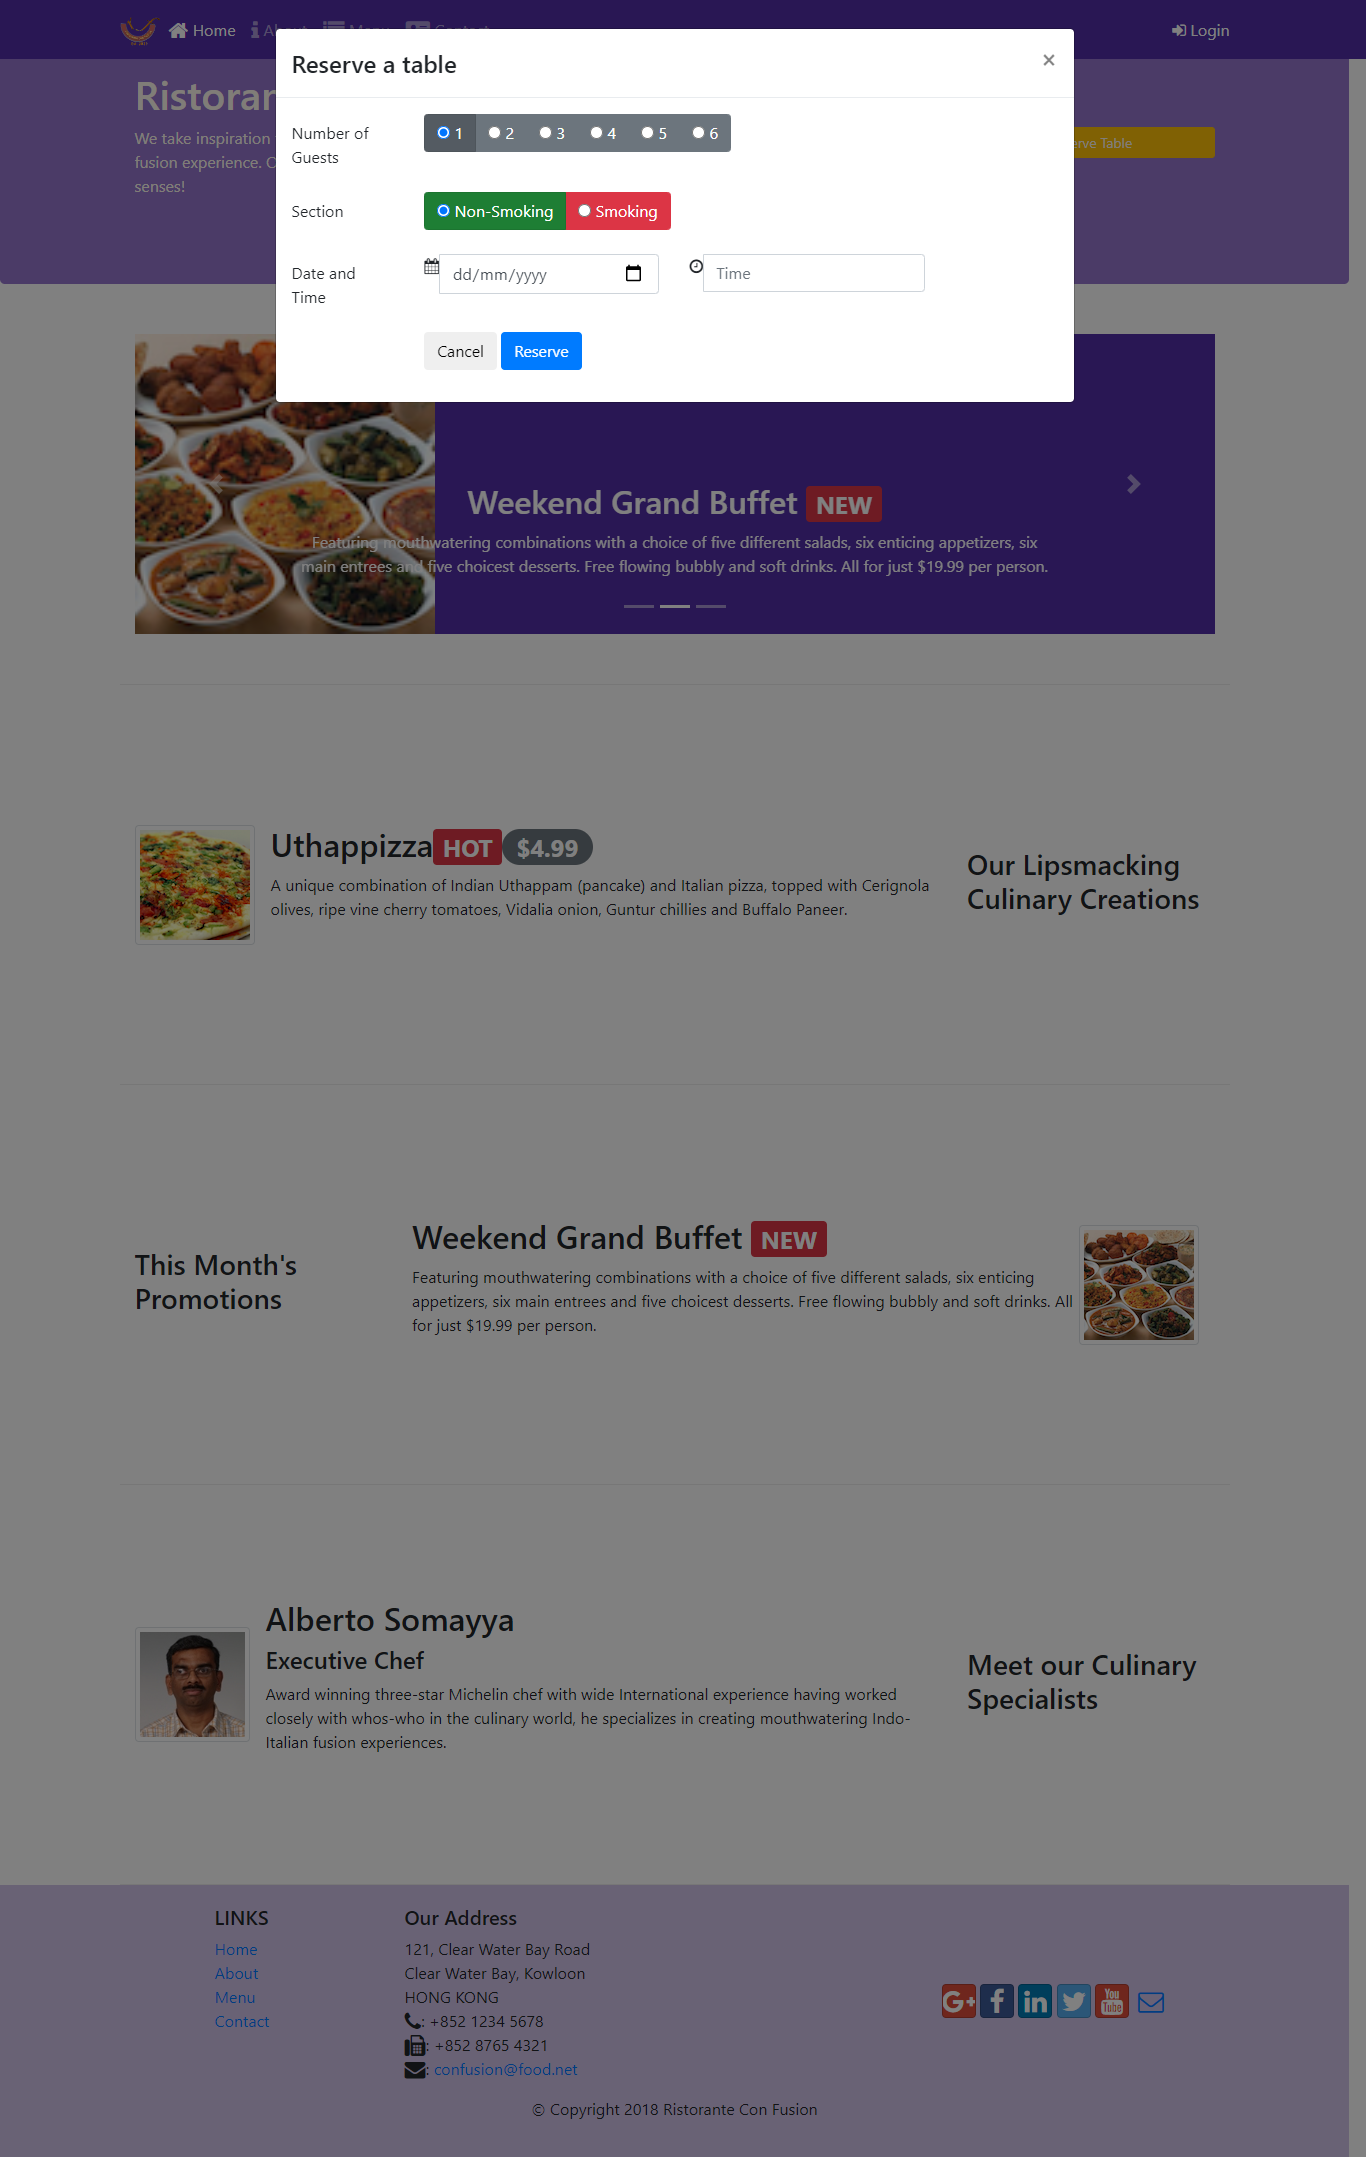 Home
Login
Reserve a table
×
Ristoran
We take inspiration
fusion experience. C
senses!
Number of
Guests
1 2 3 4 5 6
Section
Non-Smoking Smoking
Date and
Time
dd/mm/yyyy
Time
Cancel Reserve
erve Table
Weekend Grand Buffet NEW
Featuring mouthwatering combinations with a choice of five different salads, six enticing appetizers, six
main entrees and five choicest desserts. Free flowing bubbly and soft drinks. All for just $19.99 per person.
Uthappizza HOT $4.99
A unique combination of Indian Uthappam (pancake) and Italian pizza, topped with Cerignola
olives, ripe vine cherry tomatoes, Vidalia onion, Guntur chillies and Buffalo Paneer.
Our Lipsmacking
Culinary Creations
This Month's
Promotions
Weekend Grand Buffet NEW
Featuring mouthwatering combinations with a choice of five different salads, six enticing
appetizers, six main entrees and five choicest desserts. Free flowing bubbly and soft drinks. All
for just $19.99 per person.
Alberto Somayya
Executive Chef
Award winning three-star Michelin chef with wide International experience having worked
closely with whos-who in the culinary world, he specializes in creating mouthwatering Indo-
Italian fusion experiences.
Meet our Culinary
Specialists
LINKS
Home
About
Menu
Contact
Our Address
121, Clear Water Bay Road
Clear Water Bay, Kowloon
HONG KONG
: +852 1234 5678
: +852 8765 4321
: confusion@food.net
G+ f in You Tube
© Copyright 2018 Ristorante Con Fusion